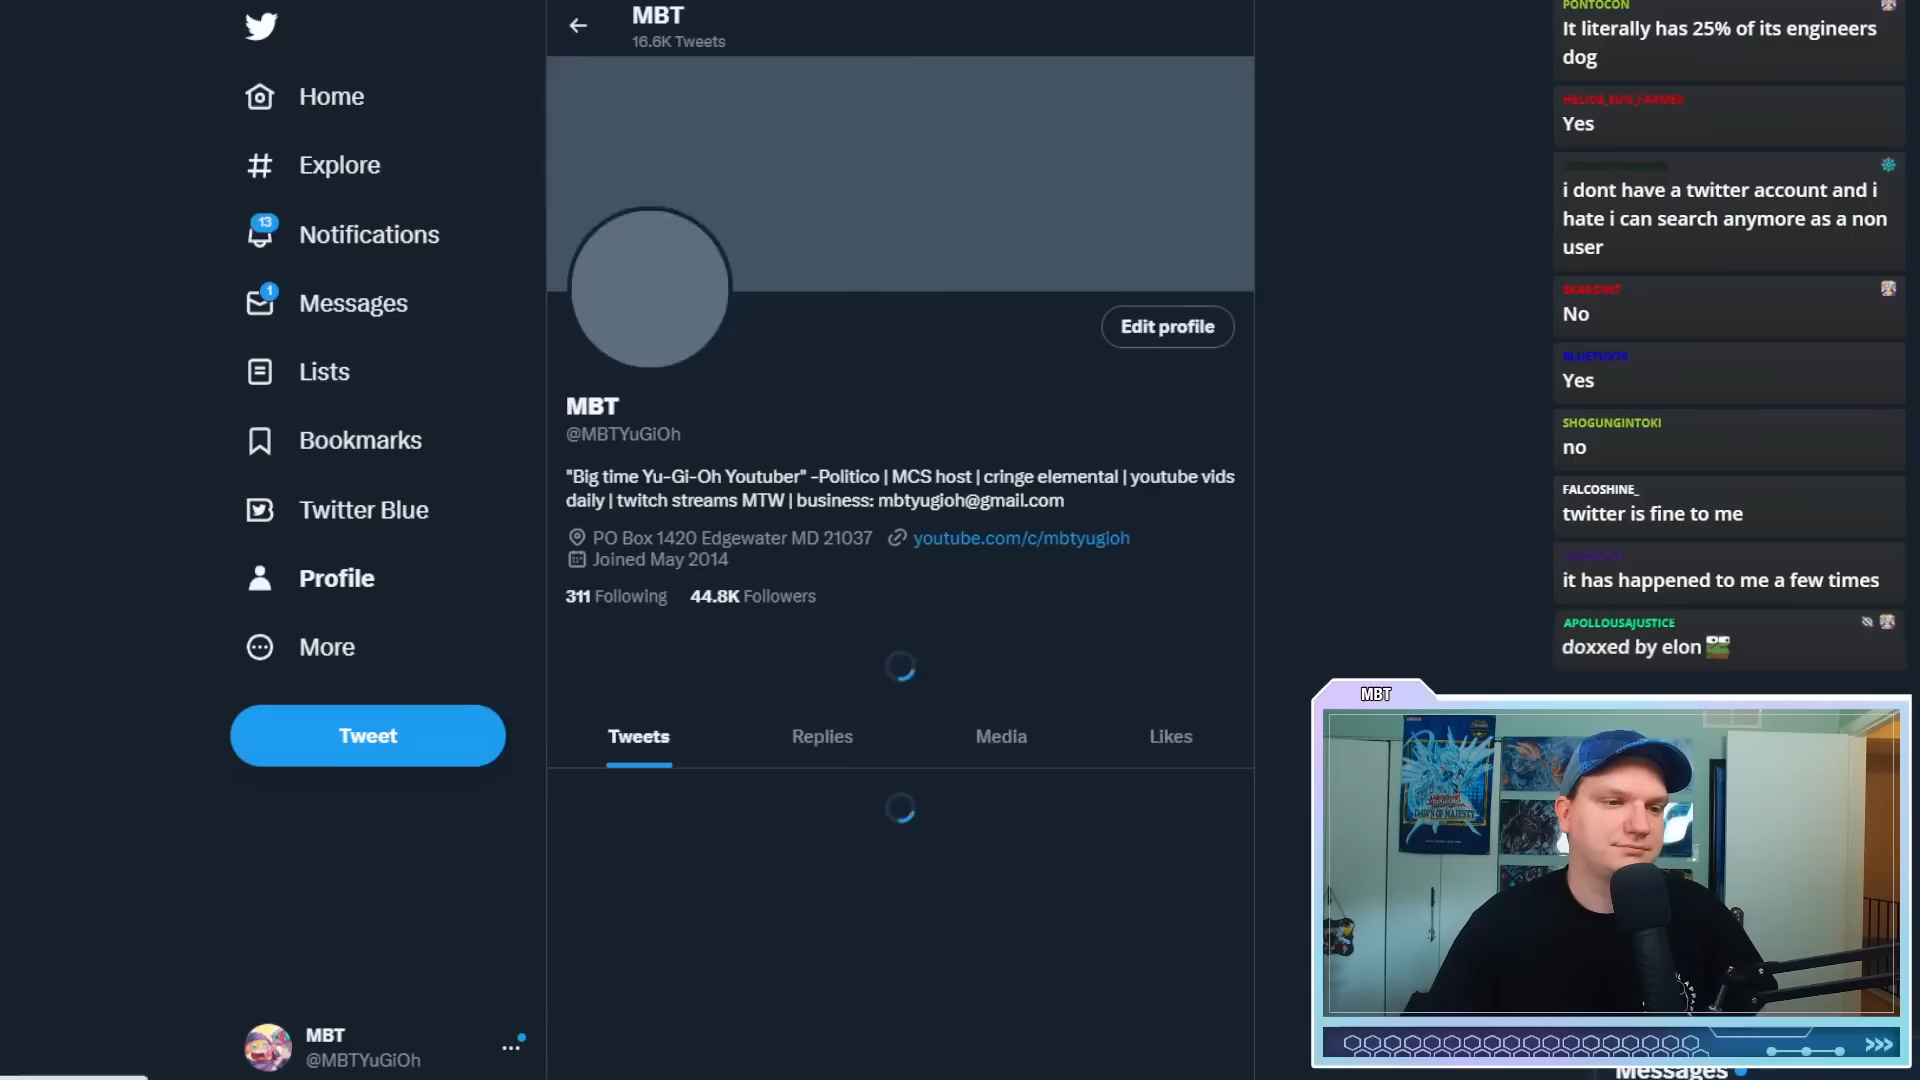 MBT
16.6K Tweets
Home
Explore
13
Notifications
1
Messages
Lists
Bookmarks
Twitter Blue
Profile
More
Tweet
MBT
@MBTYuGiOh
Edit profile
MBT
@MBTYuGiOh
"Big time Yu-Gi-Oh Youtuber" -Politico | MCS host | cringe elemental | youtube vids
daily | twitch streams MTW | business: mbtyugioh@gmail.com
PO Box 1420 Edgewater MD 21037 youtube.com/c/mbtyugioh
Joined May 2014
311 Following 44.8K Followers
Tweets Replies Media Likes
PONTOCON
It literally has 25% of its engineers
dog
HELIOS_SUN_FARMER
Yes
i dont have a twitter account and i
hate i can search anymore as a non
user
No
Yes
SHOGUNGINTOKI
no
FALCOSHINE_
twitter is fine to me
it has happened to me a few times
APOLLOUSAJUSTICE
doxxed by elon
MBT
DAWN OF MAJESTY
Messages